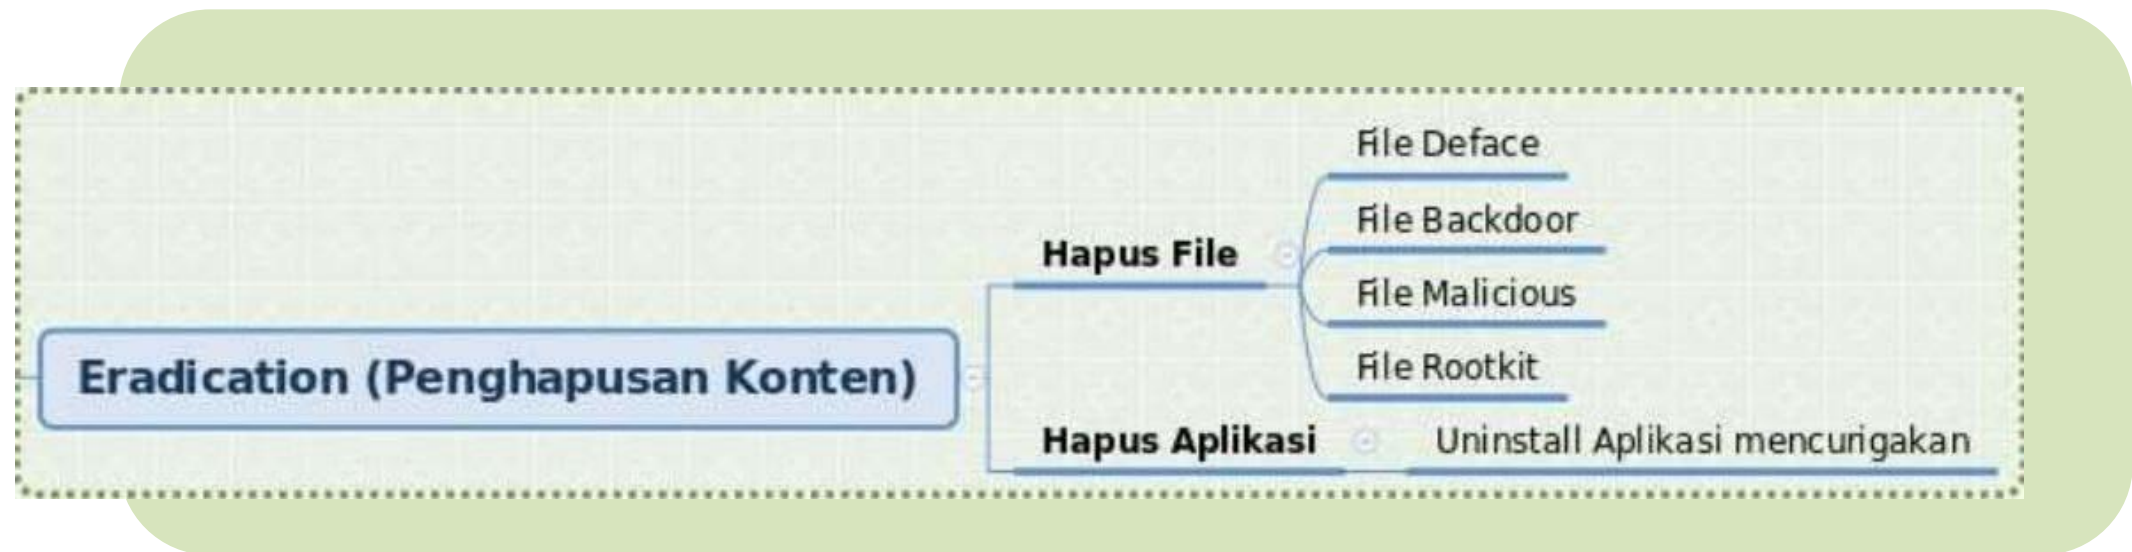 File Deface
File Backdoor
Hapus File
File Malicious
File Rootkit
Eradication (Penghapusan Konten)
Hapus Aplikasi
Uninstall Aplikasi mencurigakan